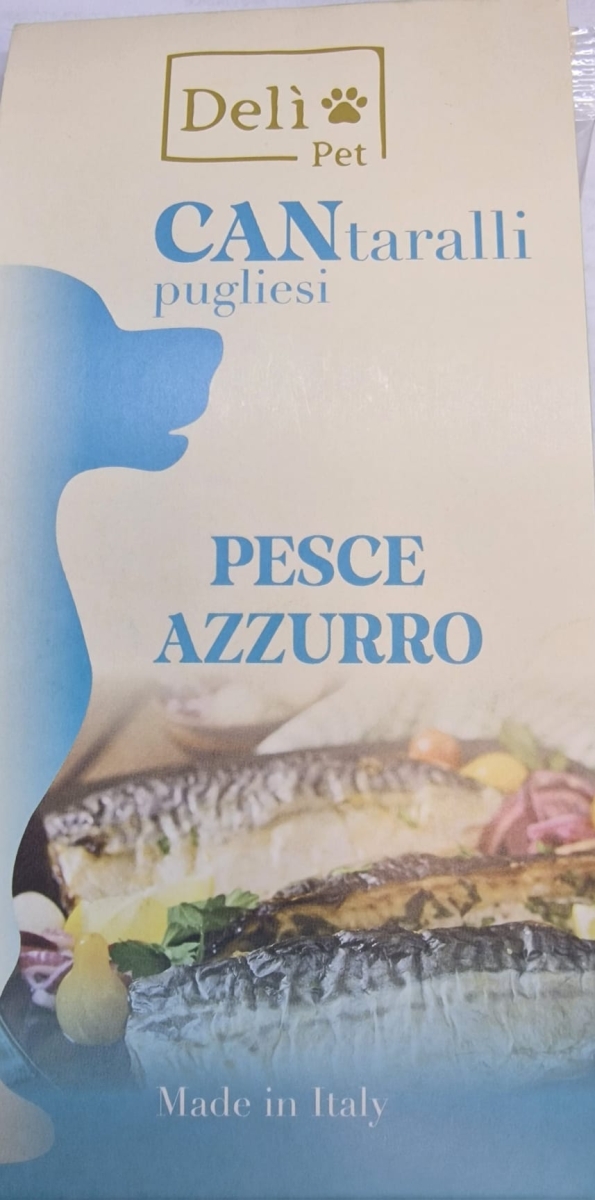 Delì
Pet
CANtaralli
pugliesi
PESCE
AZZURRO
Made in Italy